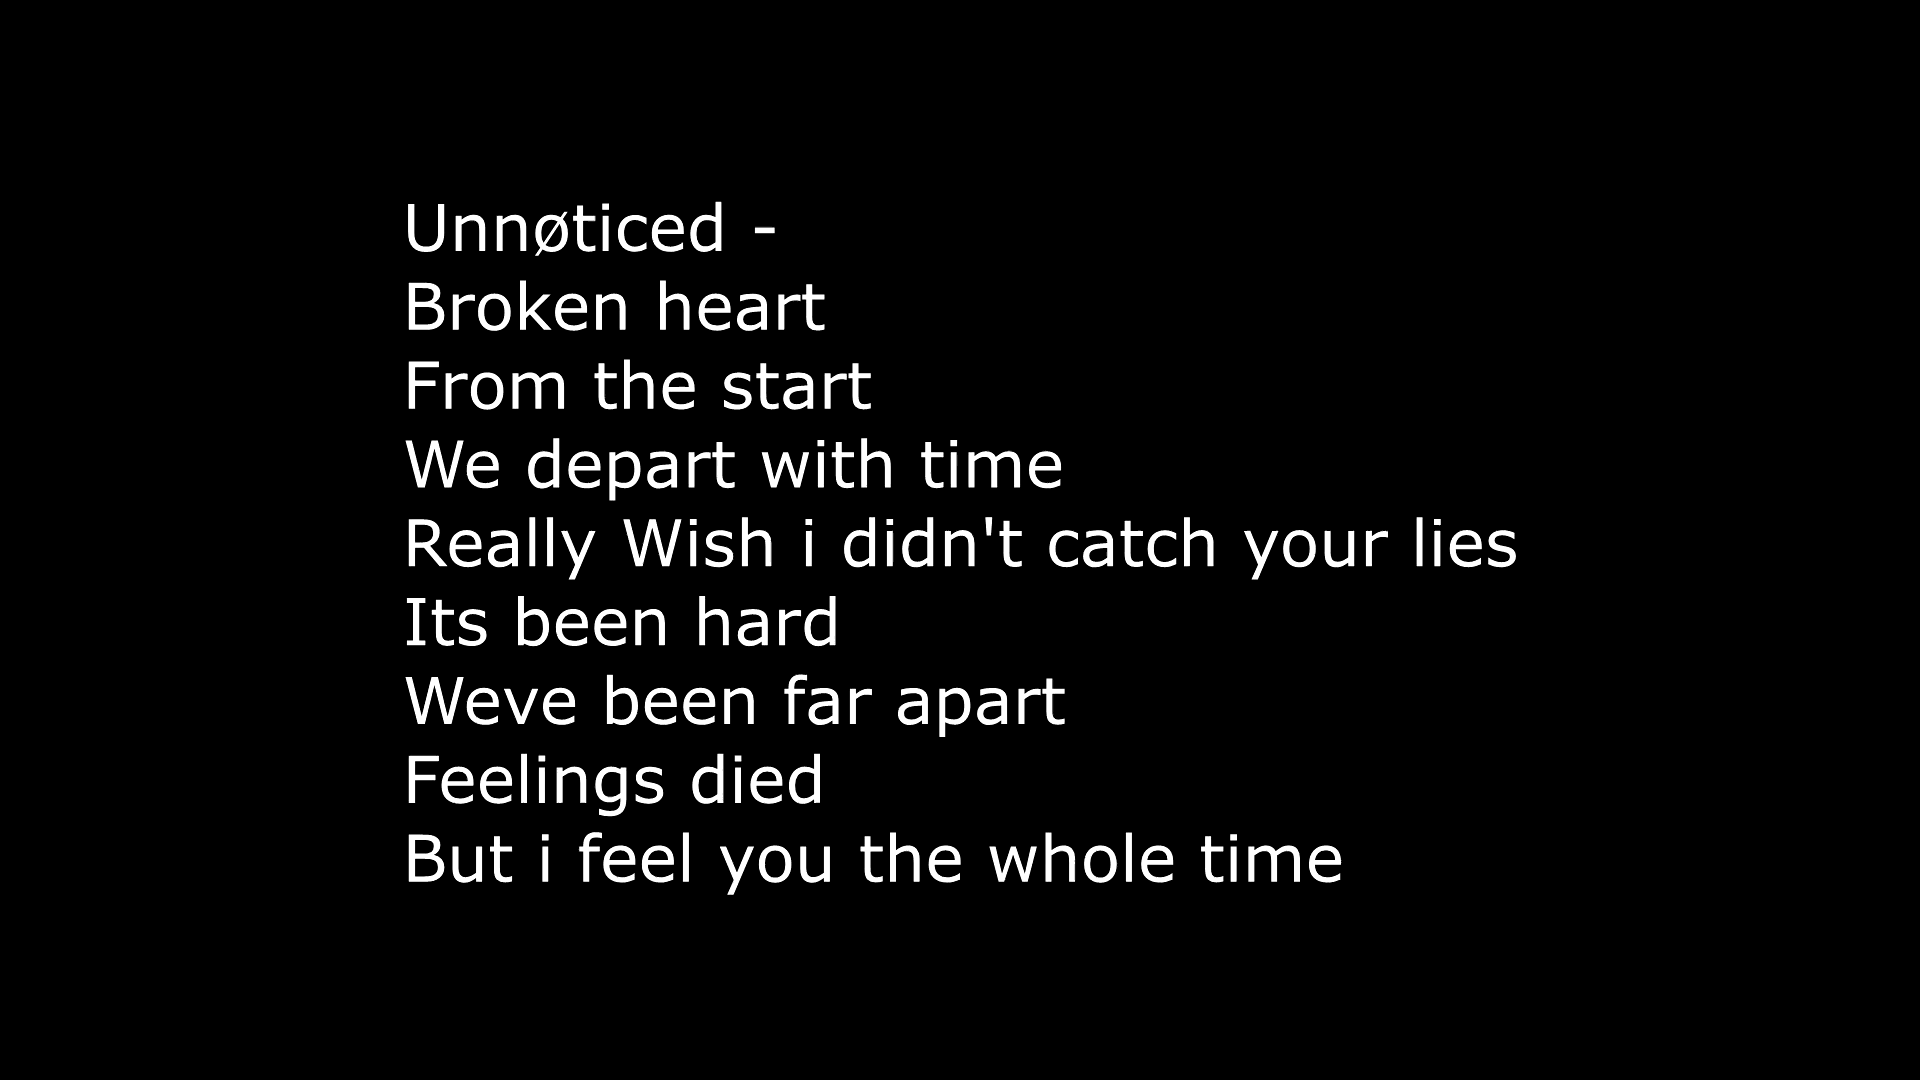 Unnøticed -
Broken heart
From the start
We depart with time
Really Wish i didn't catch your lies
Its been hard
Weve been far apart
Feelings died
But i feel you the whole time